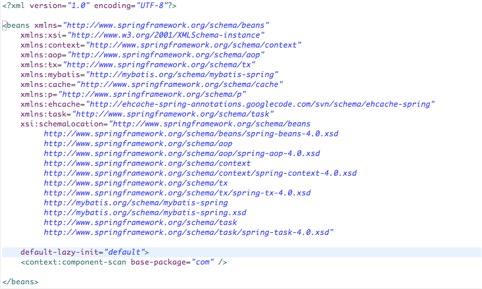 <?xml version="1.0" encoding="UTF-8"?>
<beans xmlns="http://www.springframework.org/schema/beans"
xmlns:xsi="http://www.w3.org/2001/XMLSchema-instance"
xmlns:context="http://www.springframework.org/schema/context"
xmlns:aop="http://www.springframework.org/schema/aop"
xmlns:tx="http://www.springframework.org/schema/tx"
xmlns:mybatis="http://mybatis.org/schema/mybatis-spring"
xmlns:cache="http://www.springframework.org/schema/cache"
xmlns:p="http://www.springframework.org/schema/p"
xmlns:ehcache="http://ehcache-spring-annotations.googlecode.com/svn/schema/ehcache-spring"
xmlns:task="http://www.springframework.org/schema/task"
xsi:schemaLocation="http://www.springframework.org/schema/beans
http://www.springframework.org/schema/beans/spring-beans-4.0.xsd
http://www.springframework.org/schema/aop
http://www.springframework.org/schema/aop/spring-aop-4.0.xsd
http://www.springframework.org/schema/context
http://www.springframework.org/schema/context/spring-context-4.0.xsd
http://www.springframework.org/schema/tx
http://www.springframework.org/schema/tx/spring-tx-4.0.xsd
http://mybatis.org/schema/mybatis-spring
http://mybatis.org/schema/mybatis-spring.xsd
http://www.springframework.org/schema/task
http://www.springframework.org/schema/task/spring-task-4.0.xsd"
default-lazy-init="default">
<context:component-scan base-package="com" />
</beans>